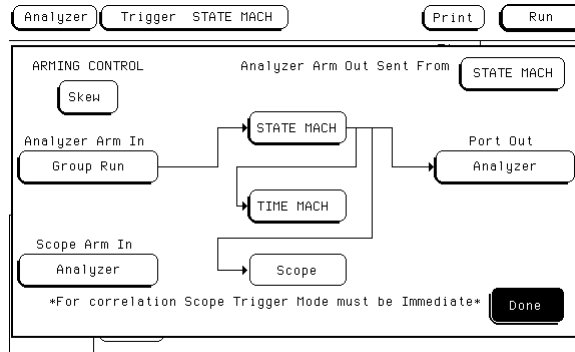 Analyzer Trigger STATE MACH Print Run
ARMING CONTROL
Analyzer Arm Out Sent From STATE MACH
Skew
Analyzer Arm In
Group Run
STATE MACH
Port Out
Analyzer
TIME MACH
Scope Arm In
Analyzer
Scope
*For correlation Scope Trigger Mode must be Immediate*
Done